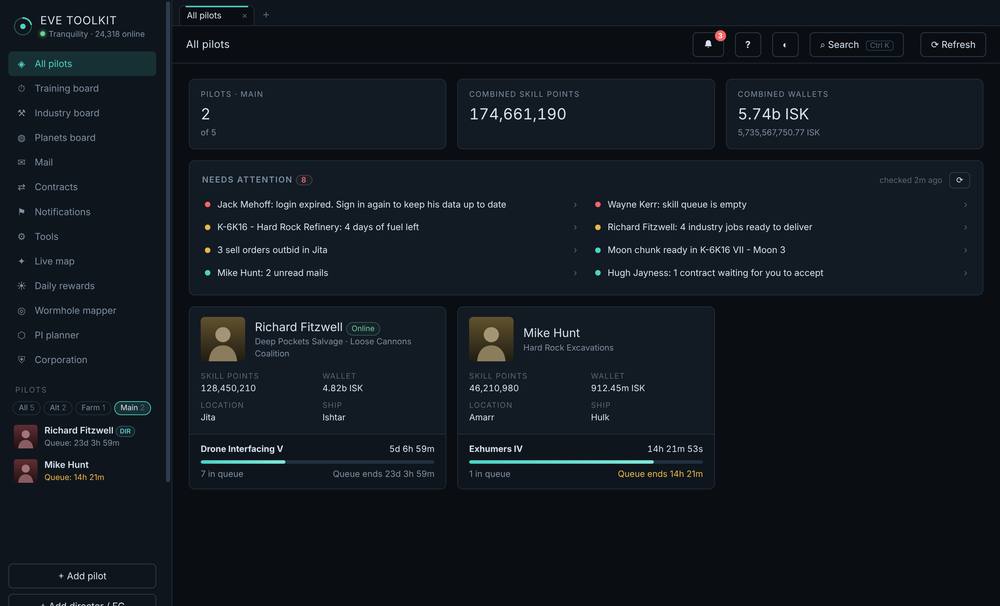 EVE TOOLKIT
Tranquility · 24,318 online
All pilots
Training board
Industry board
Planets board
Mail
Contracts
Notifications
Tools
Live map
Daily rewards
Wormhole mapper
PI planner
Corporation
PILOTS
All 5 Alt 2 Farm 1 Main 2
Richard Fitzwell DIR
Queue: 23d 3h 59m
Mike Hunt
Queue: 14h 21m
+ Add pilot
+ Add director / FC
All pilots × +
All pilots
3
?
Search Ctrl K
Refresh
PILOTS · MAIN
2
of 5
COMBINED SKILL POINTS
174,661,190
COMBINED WALLETS
5.74b ISK
5,735,567,750.77 ISK
NEEDS ATTENTION 8
checked 2m ago
Jack Mehoff: login expired. Sign in again to keep his data up to date ›
Wayne Kerr: skill queue is empty ›
K-6K16 - Hard Rock Refinery: 4 days of fuel left ›
Richard Fitzwell: 4 industry jobs ready to deliver ›
3 sell orders outbid in Jita ›
Moon chunk ready in K-6K16 VII - Moon 3 ›
Mike Hunt: 2 unread mails ›
Hugh Jayness: 1 contract waiting for you to accept ›
Richard Fitzwell Online
Deep Pockets Salvage · Loose Cannons
Coalition
SKILL POINTS WALLET
128,450,210 4.82b ISK
LOCATION SHIP
Jita Ishtar
Drone Interfacing V 5d 6h 59m
7 in queue Queue ends 23d 3h 59m
Mike Hunt
Hard Rock Excavations
SKILL POINTS WALLET
46,210,980 912.45m ISK
LOCATION SHIP
Amarr Hulk
Exhumers IV 14h 21m 53s
1 in queue Queue ends 14h 21m